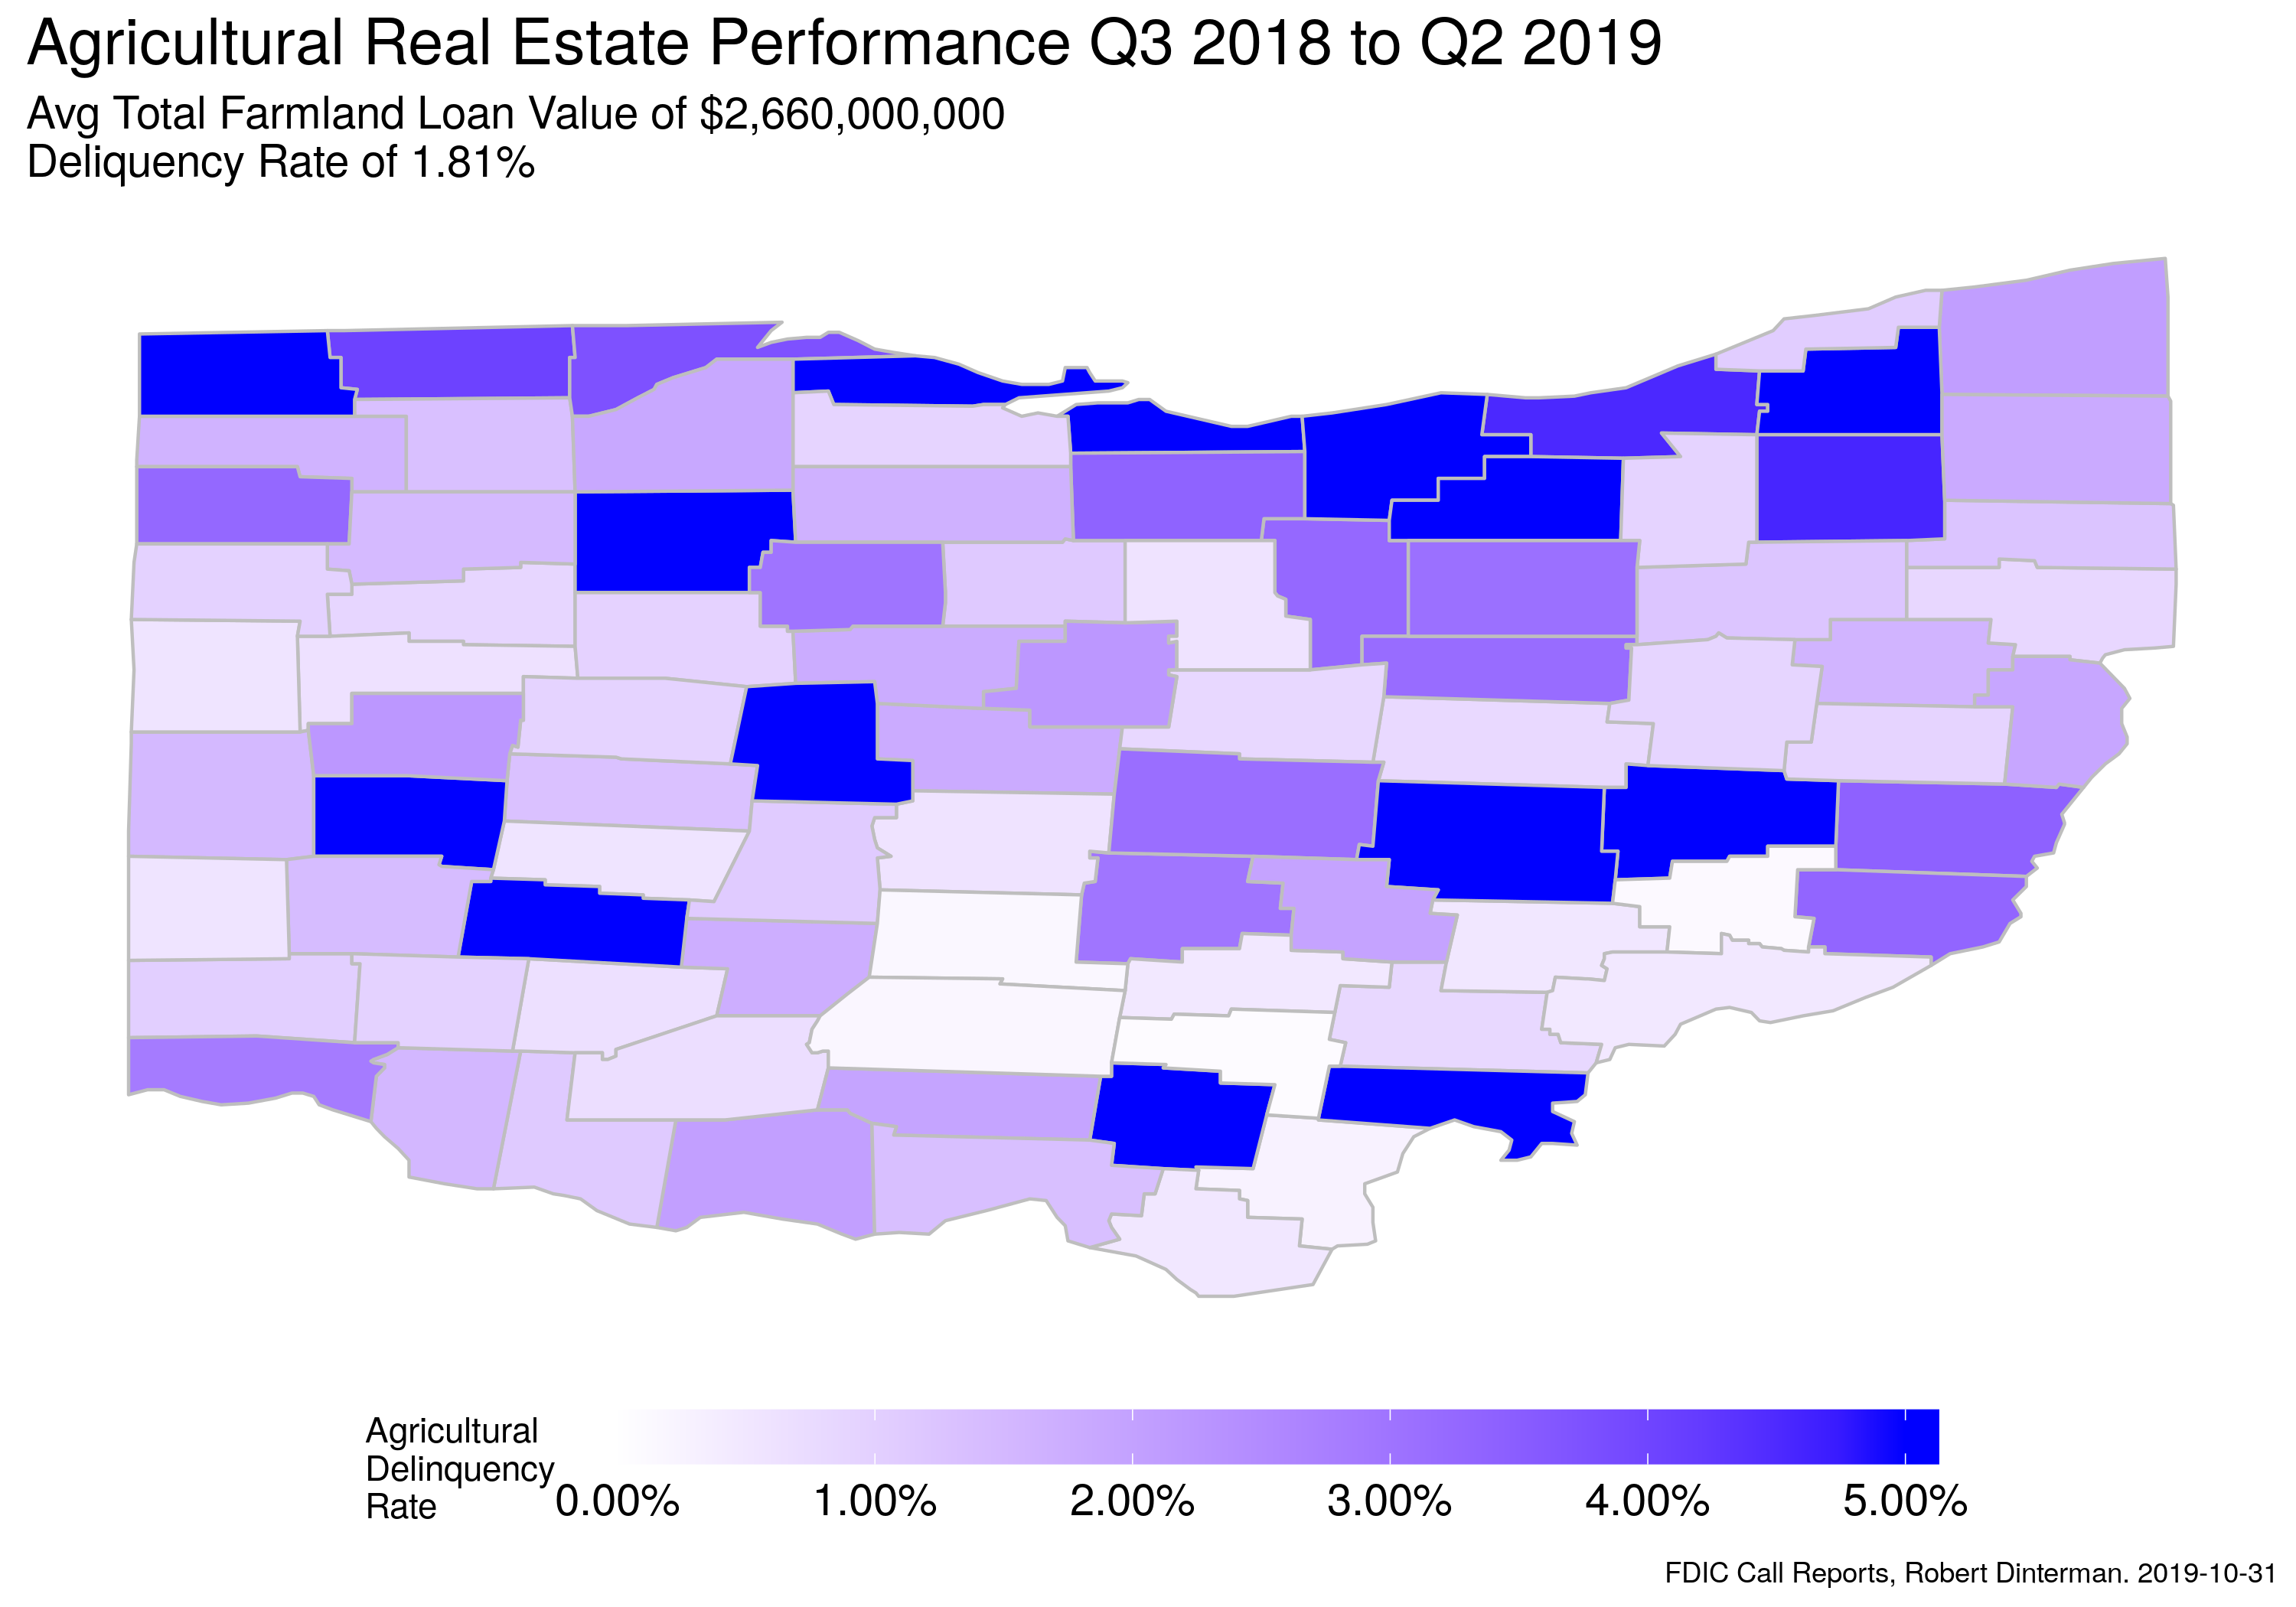 Agricultural Real Estate Performance Q3 2018 to Q2 2019
Avg Total Farmland Loan Value of $2,660,000,000
Deliquency Rate of 1.81%
Agricultural
Delinquency
Rate
0.00% 1.00% 2.00% 3.00% 4.00% 5.00%
FDIC Call Reports, Robert Dinterman. 2019-10-31